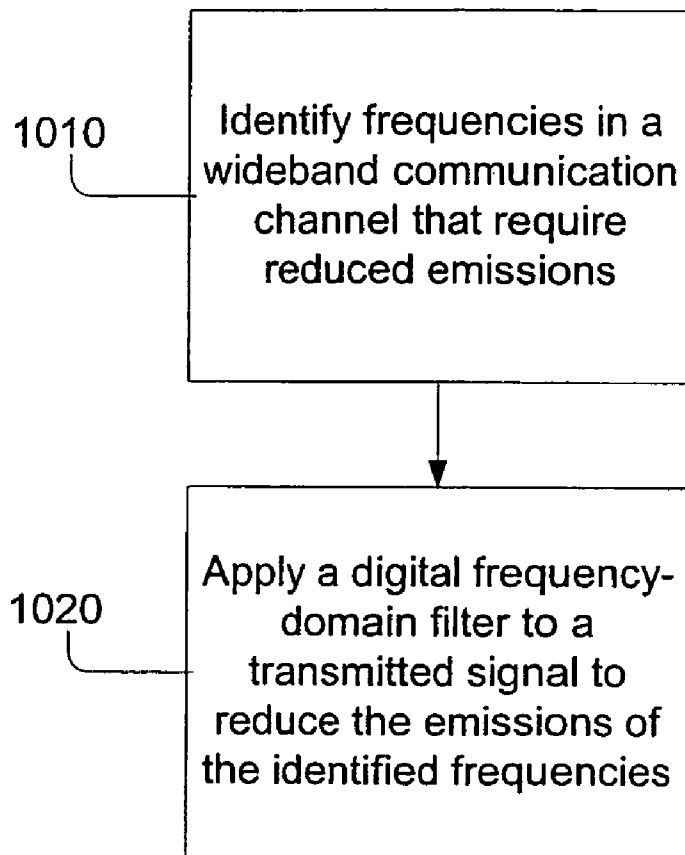 1010
Identify frequencies in a
wideband communication
channel that require
reduced emissions
1020
Apply a digital frequency-
domain filter to a
transmitted signal to
reduce the emissions of
the identified frequencies